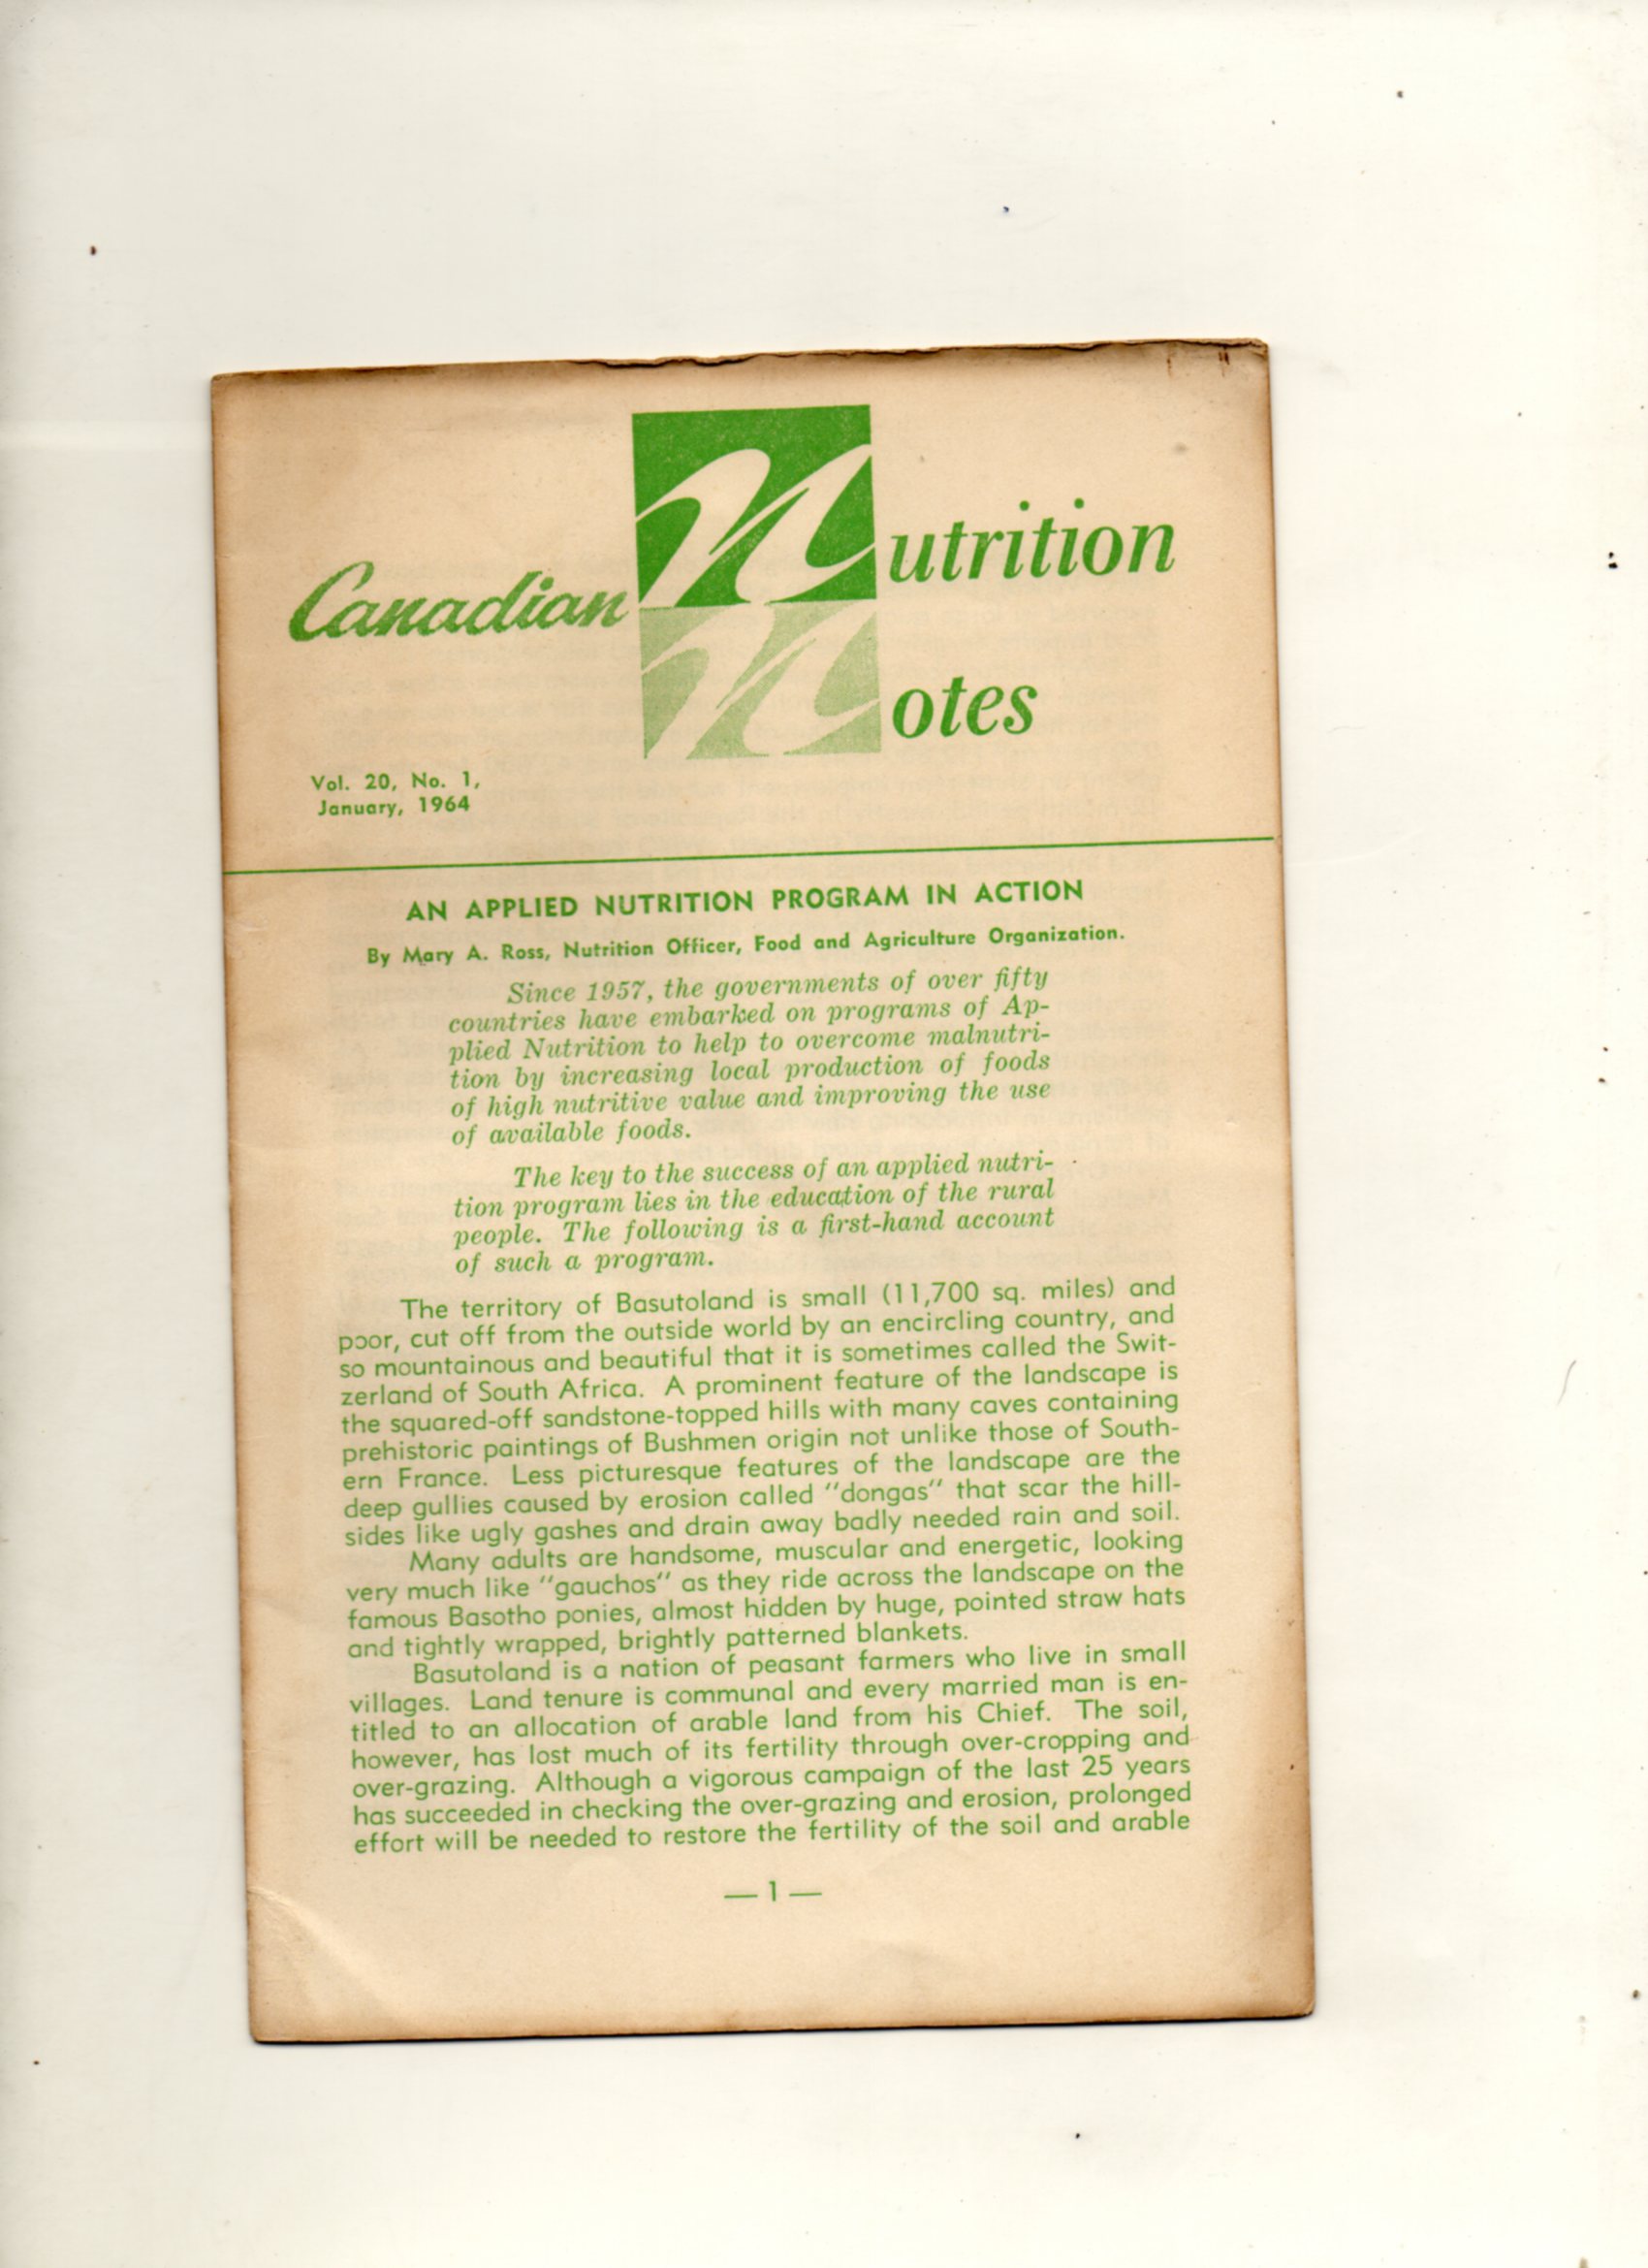 Canadian Nutrition
Notes
Vol. 20, No. 1,
January, 1964
AN APPLIED NUTRITION PROGRAM IN ACTION
By Mary A. Ross, Nutrition Officer, Food and Agriculture Organization.
Since 1957, the governments of over fifty
countries have embarked on programs of Ap-
plied Nutrition to help to overcome malnutri-
tion by increasing local production of foods
of high nutritive value and improving the use
of available foods.
The key to the success of an applied nutri-
tion program lies in the education of the rural
people. The following is a first-hand account
of such a program.
The territory of Basutoland is small (11,700 sq. miles) and
poor, cut off from the outside world by an encircling country, and
so mountainous and beautiful that it is sometimes called the Swit-
zerland of South Africa. A prominent feature of the landscape is
the squared-off sandstone-topped hills with many caves containing
prehistoric paintings of Bushmen origin not unlike those of South-
ern France. Less picturesque features of the landscape are the
deep gullies caused by erosion called "dongas" that scar the hill-
sides like ugly gashes and drain away badly needed rain and soil.
Many adults are handsome, muscular and energetic, looking
very much like "gauchos" as they ride across the landscape on the
famous Basotho ponies, almost hidden by huge, pointed straw hats
and tightly wrapped, brightly patterned blankets.
Basutoland is a nation of peasant farmers who live in small
villages. Land tenure is communal and every married man is en-
titled to an allocation of arable land from his Chief. The soil,
however, has lost much of its fertility through over-cropping and
over-grazing. Although a vigorous campaign of the last 25 years
has succeeded in checking the over-grazing and erosion, prolonged
effort will be needed to restore the fertility of the soil and arable
— 1 —